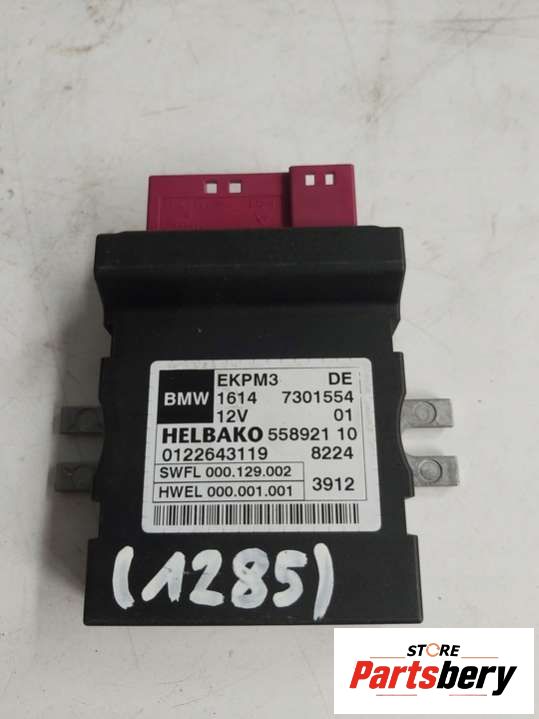 BMW EKPM3 DE
1614 7301554
12V 01
HELBAKO 558921 10
0122643119 8224
SWFL 000.129.002
HWEL 000.001.001 3912
(1285)
STORE
Partsbery